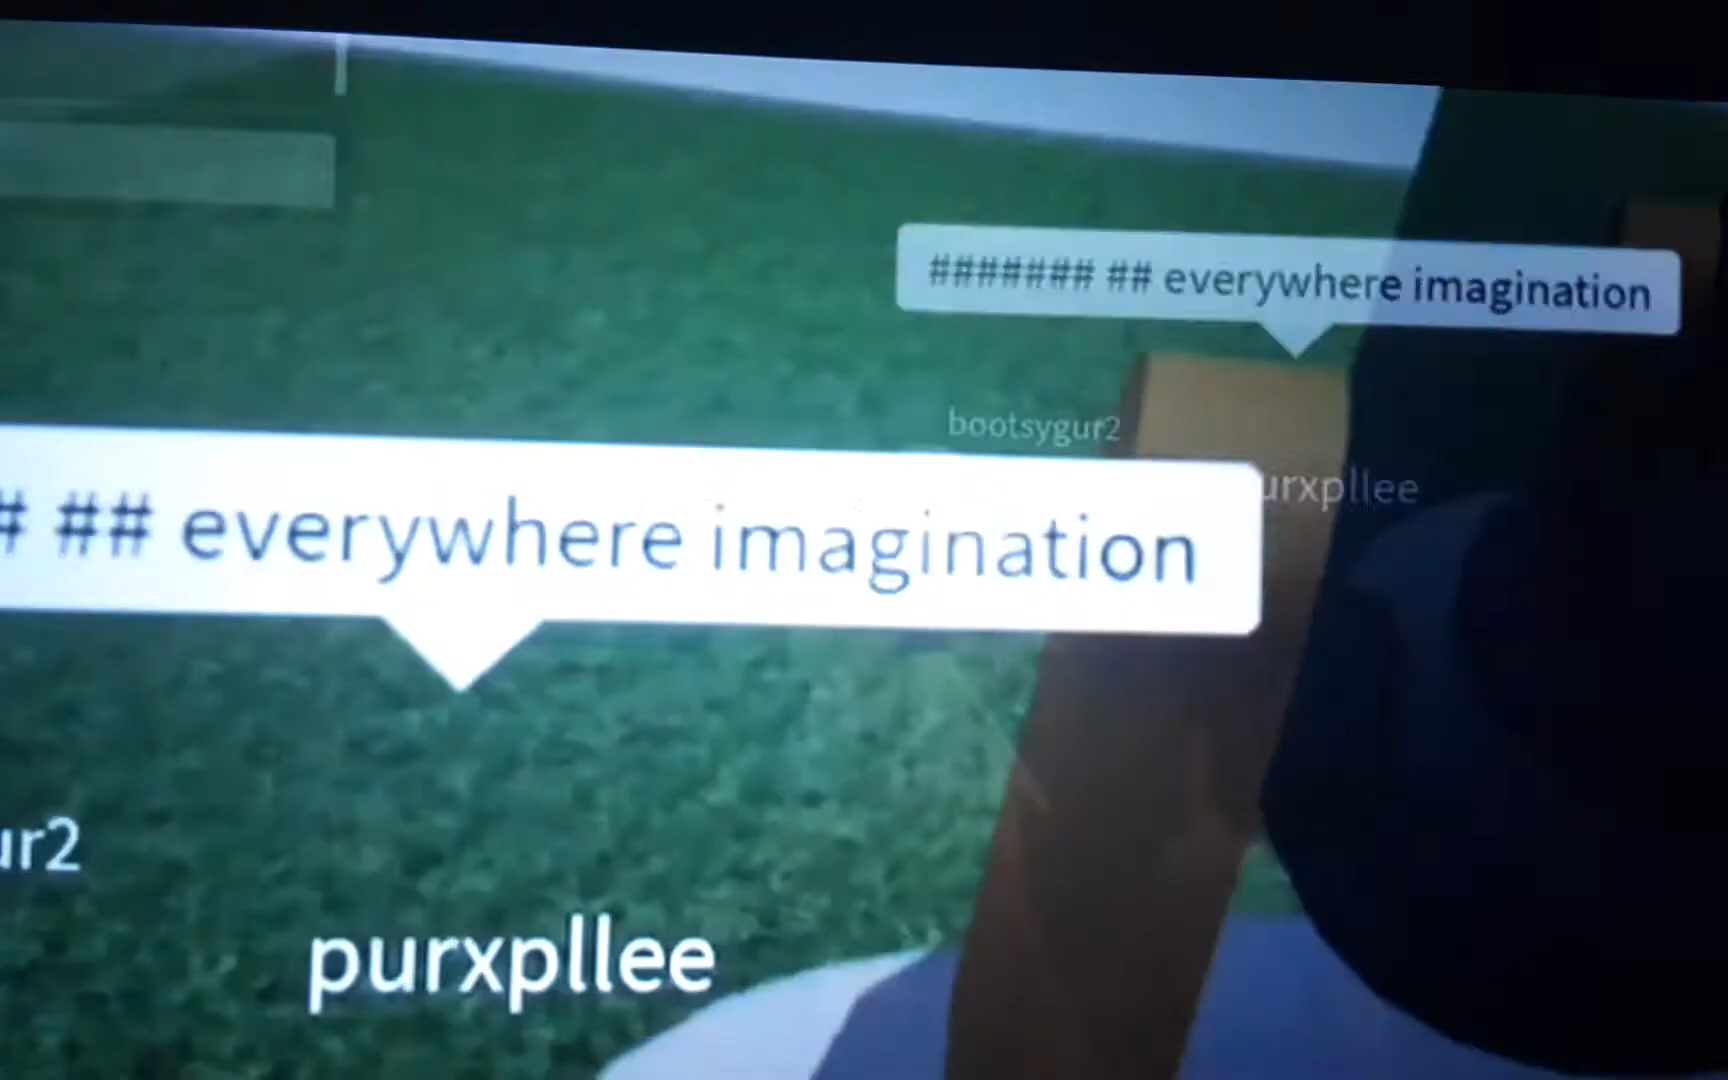 ####### ## everywhere imagination
bootsygur2
urxpllee
# ## everywhere imagination
ur2
purxpllee